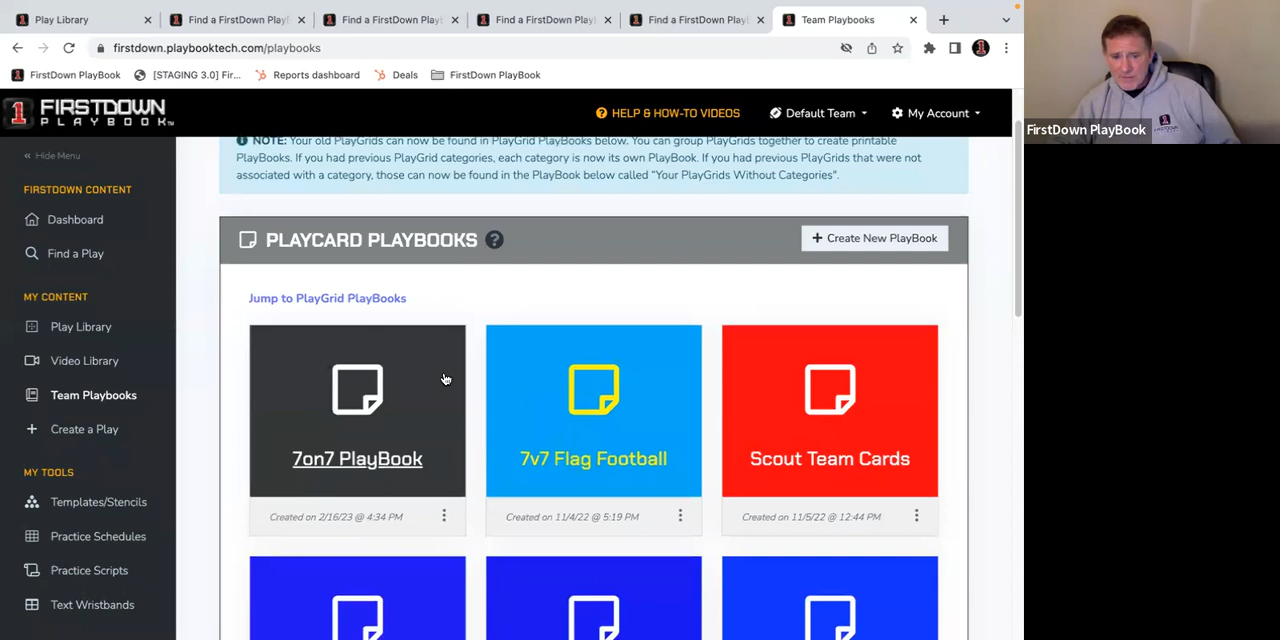 Play Library
Find a FirstDown Play
Find a FirstDown Play
Find a FirstDown Play
Find a FirstDown Play
Team Playbooks
firstdown.playbooktech.com/playbooks
FirstDown PlayBook
[STAGING 3.0] Fir...
Reports dashboard
Deals
FirstDown PlayBook
1 FIRSTDOWN
PLAYBOOK™
HELP & HOW-TO VIDEOS
Default Team
My Account
« Hide Menu
FIRSTDOWN CONTENT
Dashboard
Find a Play
MY CONTENT
Play Library
Video Library
Team Playbooks
Create a Play
MY TOOLS
Templates/Stencils
Practice Schedules
Practice Scripts
Text Wristbands
NOTE: Your old PlayGrids can now be found in PlayGrid PlayBooks below. You can group PlayGrids together to create printable
PlayBooks. If you had previous PlayGrid categories, each category is now its own PlayBook. If you had previous PlayGrids that were not
associated with a category, those can now be found in the PlayBook below called "Your PlayGrids Without Categories".
PLAYCARD PLAYBOOKS ?
+ Create New PlayBook
Jump to PlayGrid PlayBooks
7on7 PlayBook
Created on 2/16/23 @ 4:34 PM
7v7 Flag Football
Created on 11/4/22 @ 5:19 PM
Scout Team Cards
Created on 11/5/22 @ 12:44 PM
FirstDown PlayBook